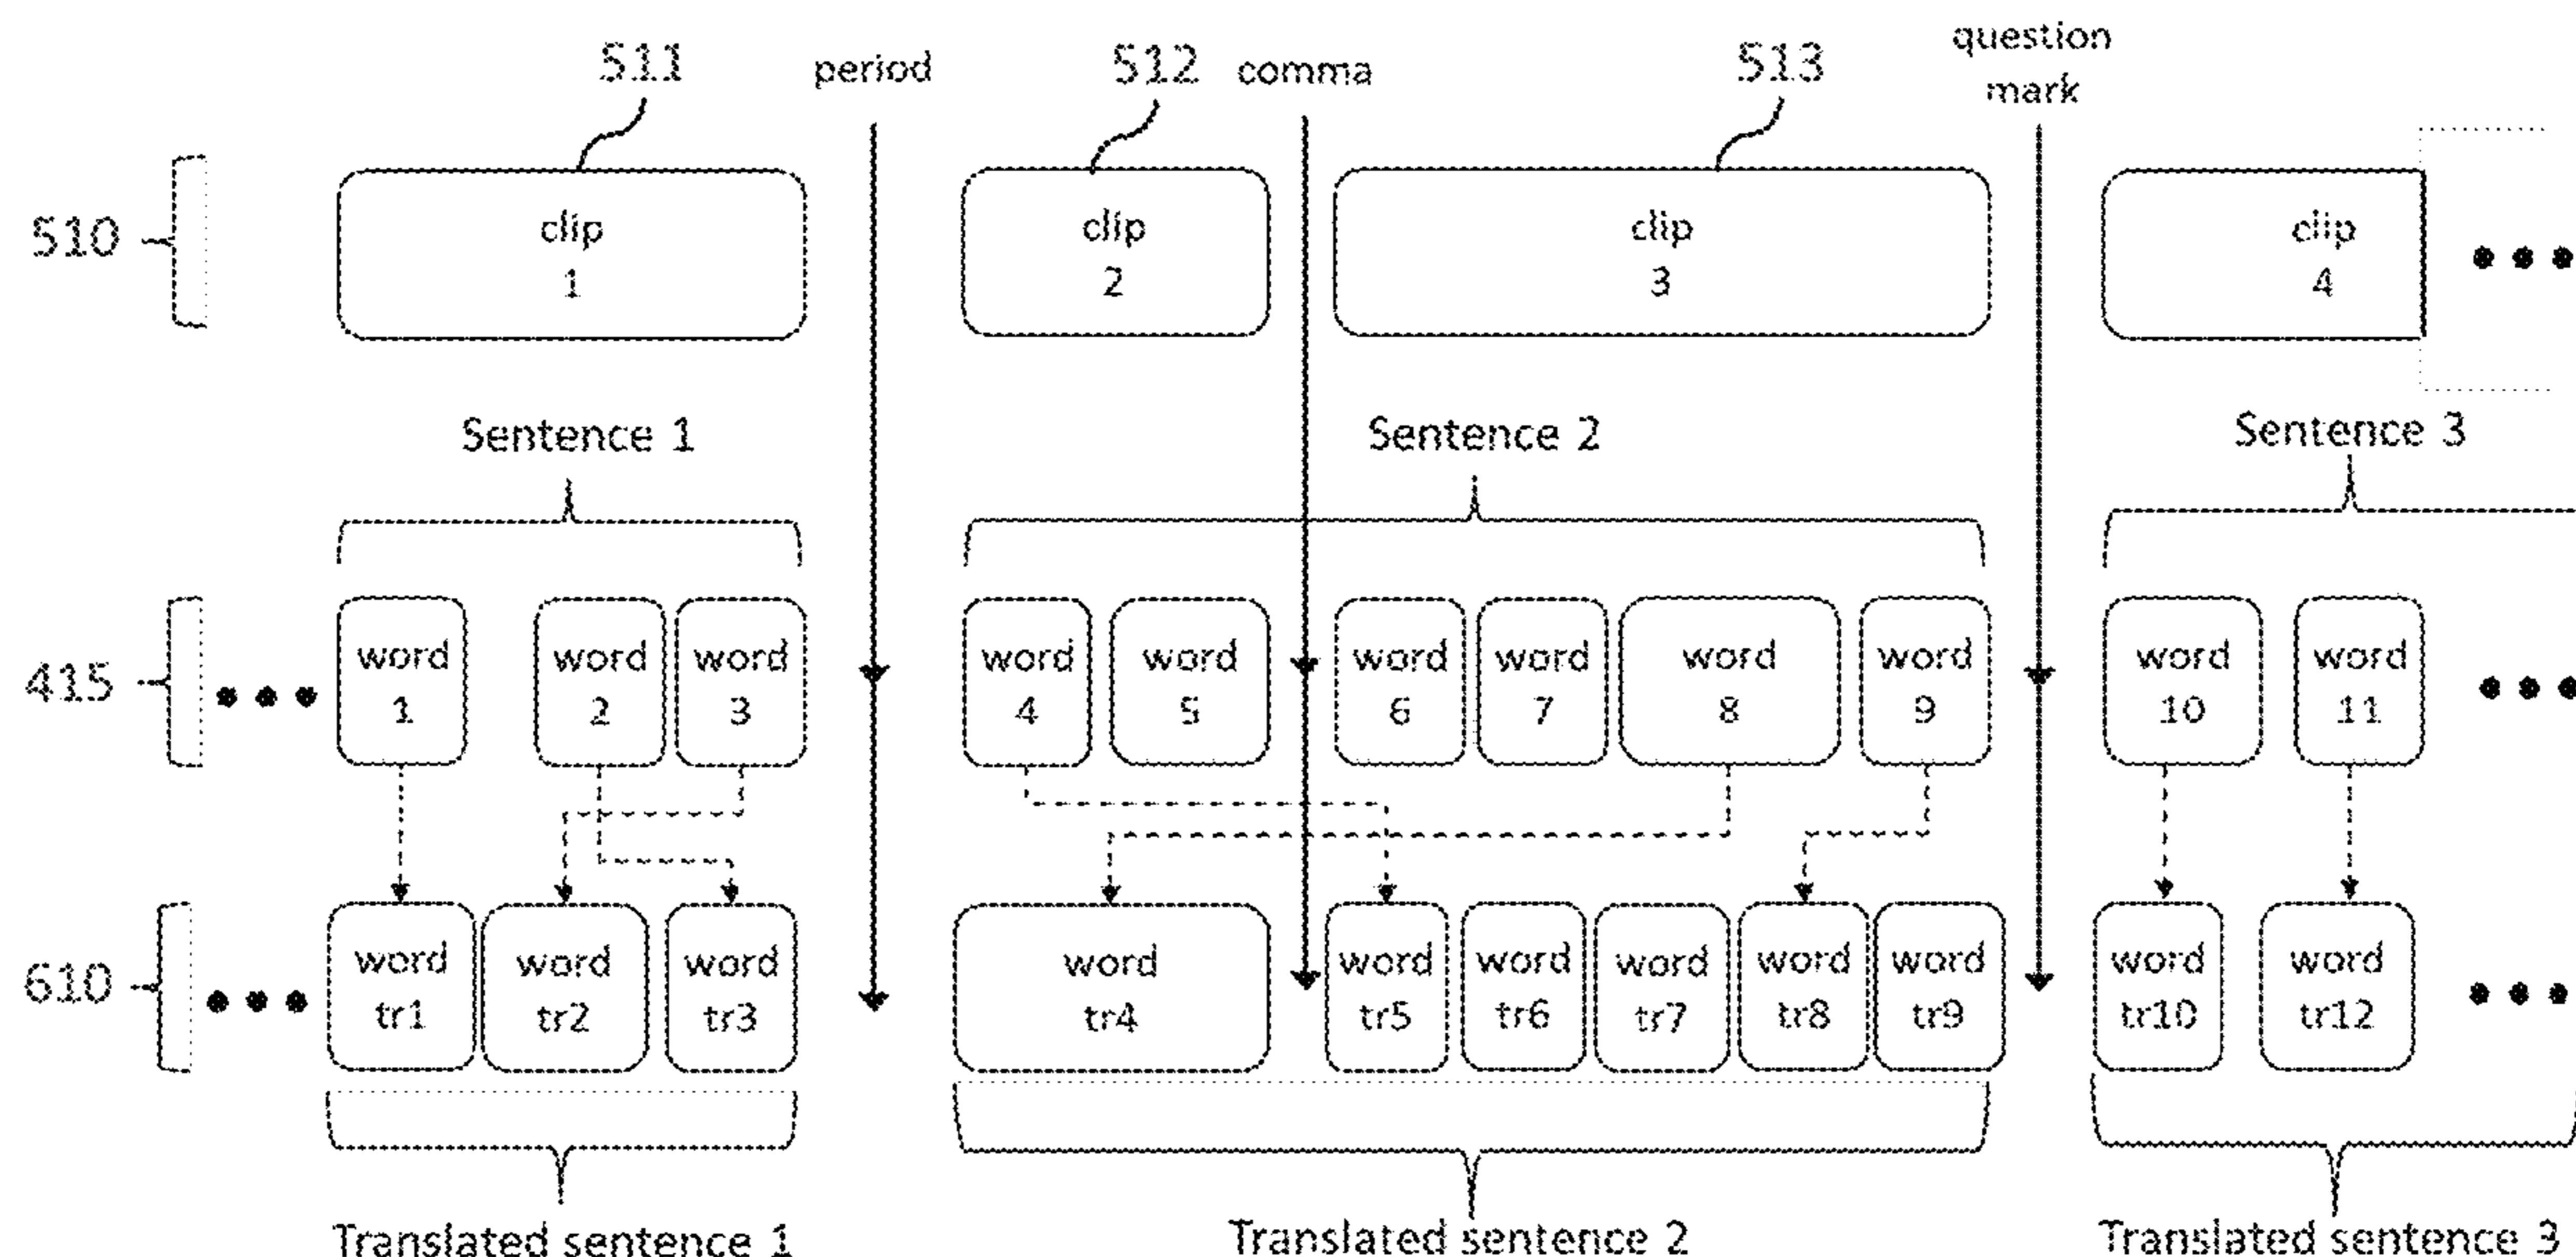 511 period 512 comma 513 question
mark
510
clip
1
clip
2
clip
3
clip
4
Sentence 1 Sentence 2 Sentence 3
415
word
1
word
2
word
3
word
4
word
5
word
6
word
7
word
8
word
9
word
10
word
11
610
word
tr1
word
tr2
word
tr3
word
tr4
word
tr5
word
tr6
word
tr7
word
tr8
word
tr9
word
tr10
word
tr12
Translated sentence 1 Translated sentence 2 Translated sentence 3